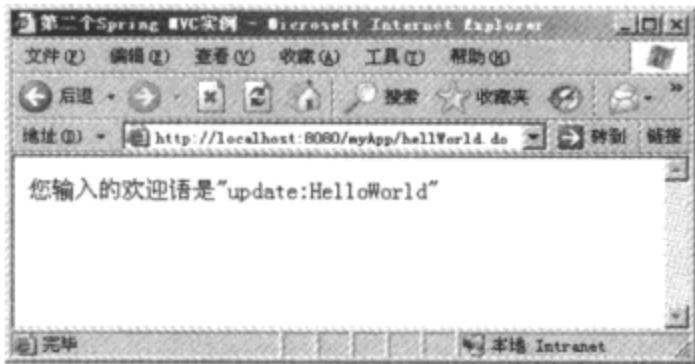 第二个Spring MVC实例 - Microsoft Internet Explorer
文件(F) 编辑(E) 查看(V) 收藏(A) 工具(T) 帮助(H)
后退 搜索 收藏夹 »
地址(D) http://localhost:8080/myApp/hellWorld.do 转到 链接
您输入的欢迎语是"update:HelloWorld"
完毕 本地 Intranet